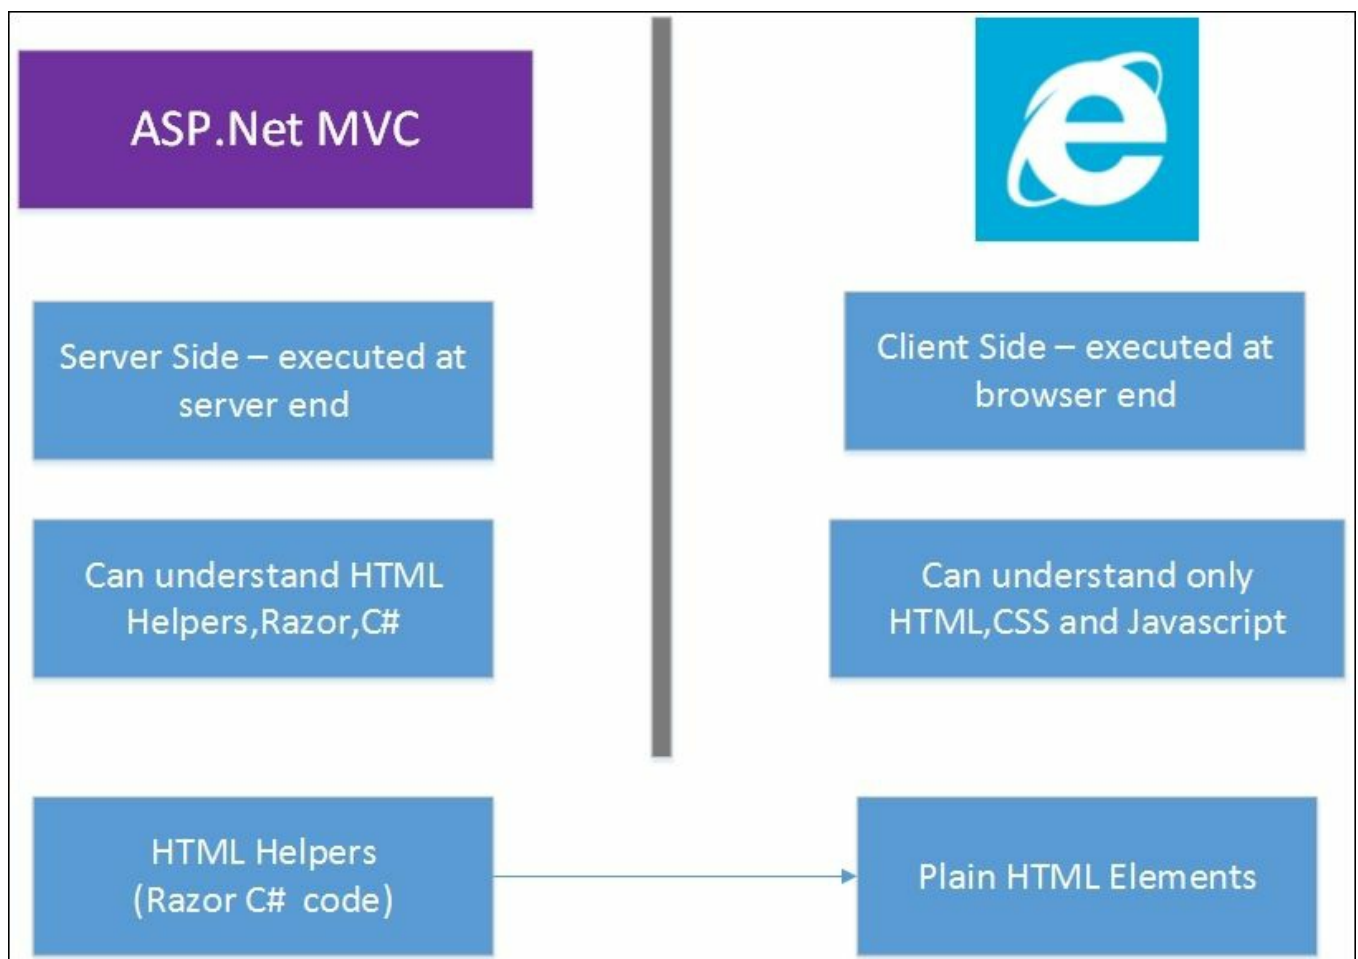 ASP.Net MVC
Server Side – executed at
server end
Client Side – executed at
browser end
Can understand HTML
Helpers,Razor,C#
Can understand only
HTML,CSS and Javascript
HTML Helpers
(Razor C#  code)
Plain HTML Elements